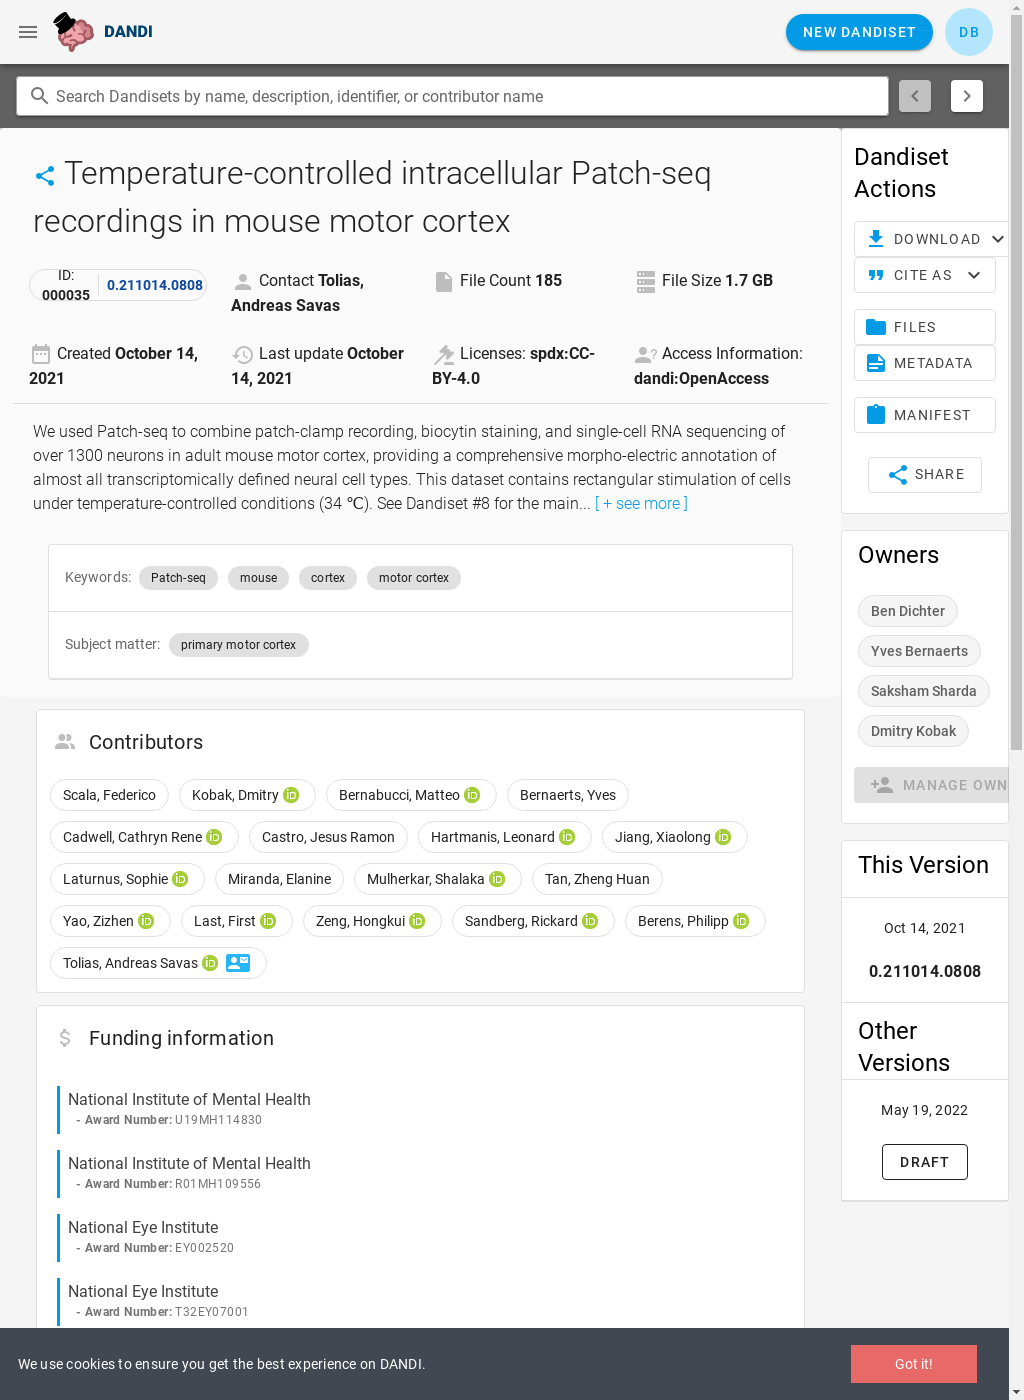 DANDI
NEW DANDISET
DB
Search Dandisets by name, description, identifier, or contributor name
Temperature-controlled intracellular Patch-seq
recordings in mouse motor cortex
ID:
000035
0.211014.0808
Contact Tolias,
Andreas Savas
File Count 185
File Size 1.7 GB
Created October 14,
2021
Last update October
14, 2021
Licenses: spdx:CC-
BY-4.0
Access Information:
dandi:OpenAccess
We used Patch-seq to combine patch-clamp recording, biocytin staining, and single-cell RNA sequencing of
over 1300 neurons in adult mouse motor cortex, providing a comprehensive morpho-electric annotation of
almost all transcriptomically defined neural cell types. This dataset contains rectangular stimulation of cells
under temperature-controlled conditions (34 ℃). See Dandiset #8 for the main... [ + see more ]
Keywords: Patch-seq mouse cortex motor cortex
Subject matter: primary motor cortex
Contributors
Scala, Federico Kobak, Dmitry iD Bernabucci, Matteo iD Bernaerts, Yves
Cadwell, Cathryn Rene iD Castro, Jesus Ramon Hartmanis, Leonard iD Jiang, Xiaolong iD
Laturnus, Sophie iD Miranda, Elanine Mulherkar, Shalaka iD Tan, Zheng Huan
Yao, Zizhen iD Last, First iD Zeng, Hongkui iD Sandberg, Rickard iD Berens, Philipp iD
Tolias, Andreas Savas iD
Funding information
National Institute of Mental Health
- Award Number: U19MH114830
National Institute of Mental Health
- Award Number: R01MH109556
National Eye Institute
- Award Number: EY002520
National Eye Institute
- Award Number: T32EY07001
Dandiset
Actions
DOWNLOAD
CITE AS
FILES
METADATA
MANIFEST
SHARE
Owners
Ben Dichter
Yves Bernaerts
Saksham Sharda
Dmitry Kobak
MANAGE OWN
This Version
Oct 14, 2021
0.211014.0808
Other
Versions
May 19, 2022
DRAFT
We use cookies to ensure you get the best experience on DANDI.
Got it!